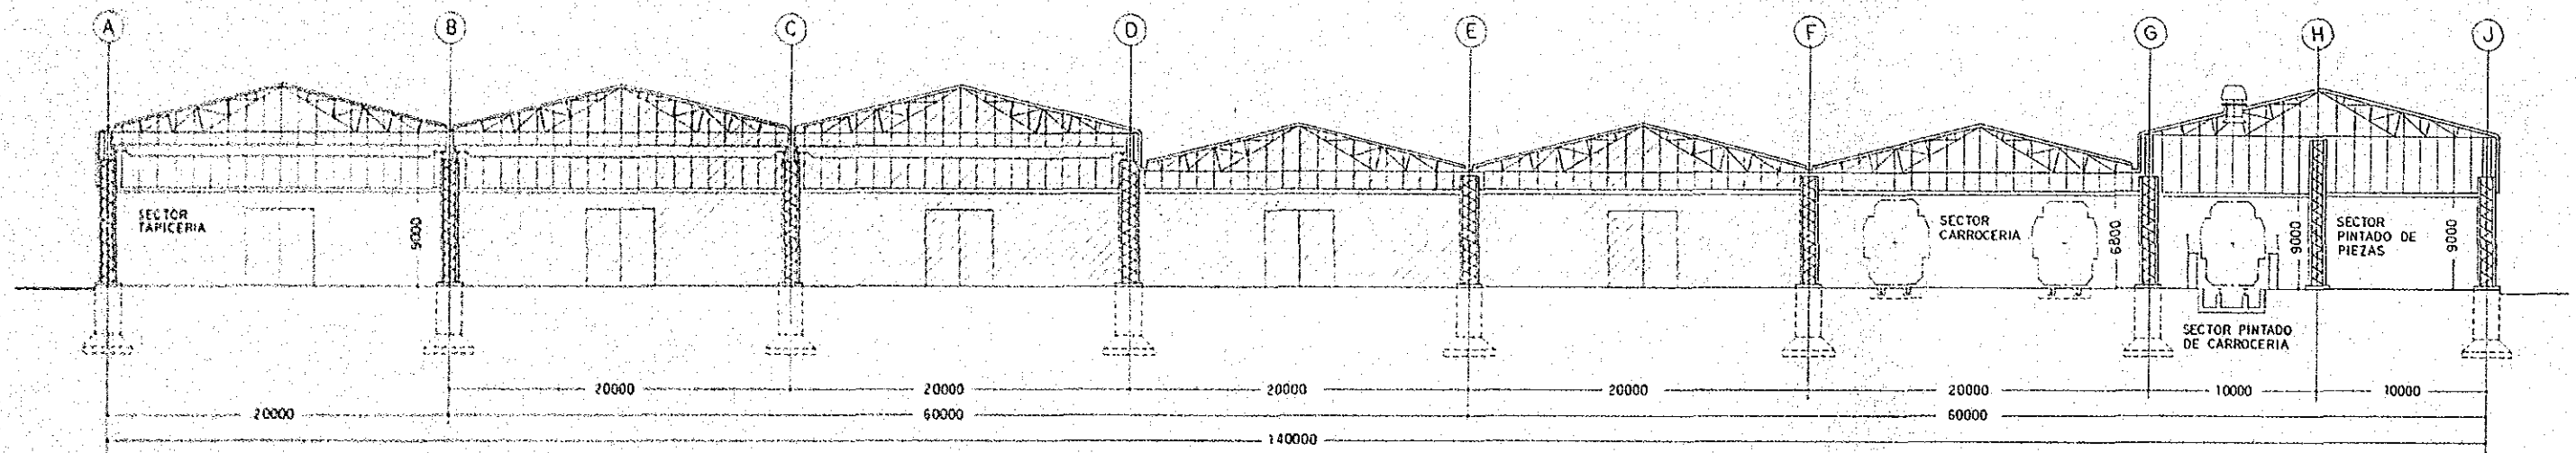 A B C D E F G H J
SECTOR
TAPICERIA
9000
SECTOR
CARROCERIA
6800
9000
SECTOR
PINTADO DE
PIEZAS
9000
SECTOR PINTADO
DE CARROCERIA
20000 20000 20000 20000 20000 10000 10000
20000 60000 60000
140000